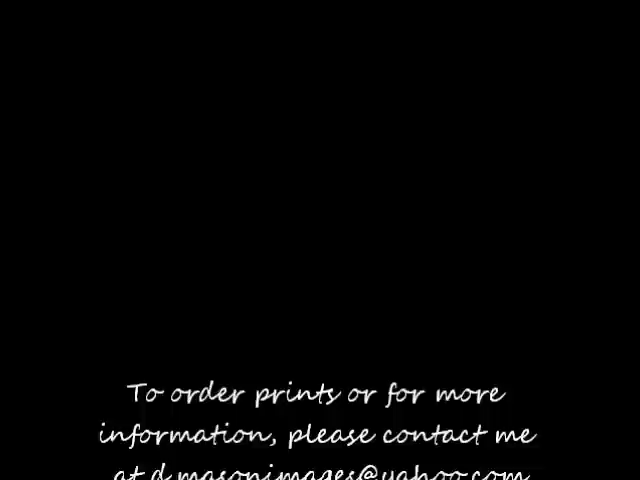 To order prints or for more
information, please contact me
at d.masonimages@yahoo.com